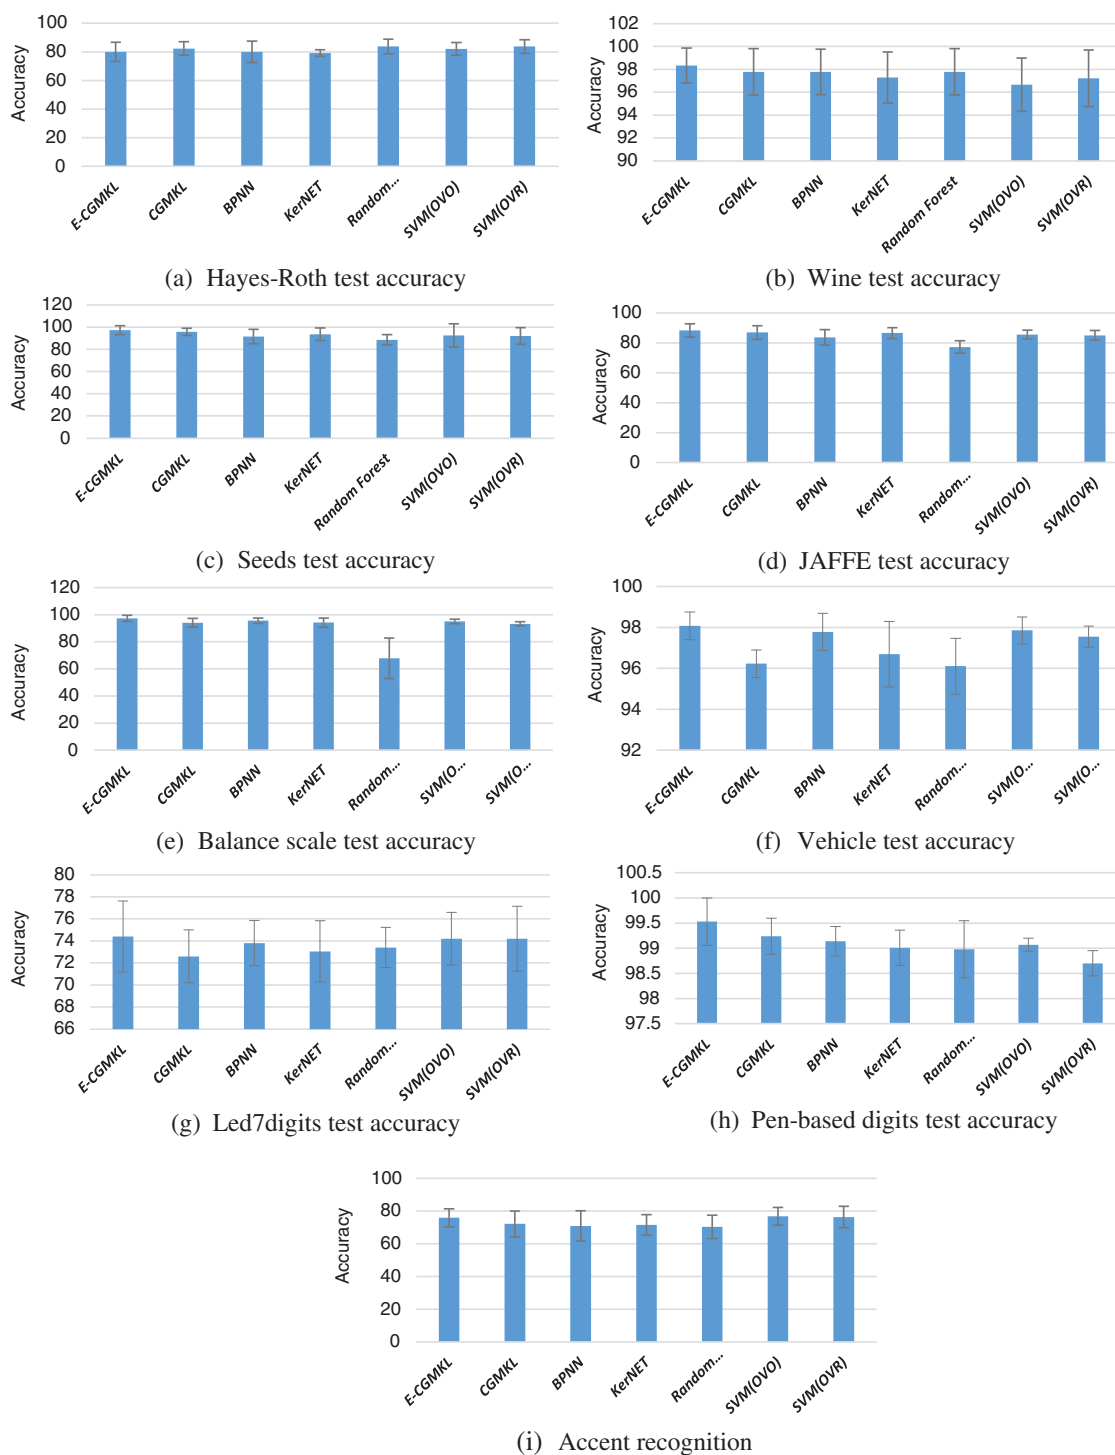 100
80
60
40
20
0
Accuracy
E-CGMKL
CGMKL
BPNN
KerNET
Random...
SVM(OVO)
SVM(OVR)
(a) Hayes-Roth test accuracy
102
100
98
96
94
92
90
Accuracy
E-CGMKL
CGMKL
BPNN
KerNET
Random Forest
SVM(OVO)
SVM(OVR)
(b) Wine test accuracy
120
100
80
60
40
20
0
Accuracy
E-CGMKL
CGMKL
BPNN
KerNET
Random Forest
SVM(OVO)
SVM(OVR)
(c) Seeds test accuracy
100
80
60
40
20
0
Accuracy
E-CGMKL
CGMKL
BPNN
KerNET
Random...
SVM(OVO)
SVM(OVR)
(d) JAFFE test accuracy
120
100
80
60
40
20
0
Accuracy
E-CGMKL
CGMKL
BPNN
KerNET
Random...
SVM(O...
SVM(O...
(e) Balance scale test accuracy
100
98
96
94
92
Accuracy
E-CGMKL
CGMKL
BPNN
KerNET
Random...
SVM(O...
SVM(O...
(f) Vehicle test accuracy
80
78
76
74
72
70
68
66
Accuracy
E-CGMKL
CGMKL
BPNN
KerNET
Random...
SVM(OVO)
SVM(OVR)
(g) Led7digits test accuracy
100.5
100
99.5
99
98.5
98
97.5
Accuracy
E-CGMKL
CGMKL
BPNN
KerNET
Random...
SVM(OVO)
SVM(OVR)
(h) Pen-based digits test accuracy
100
80
60
40
20
0
Accuracy
E-CGMKL
CGMKL
BPNN
KerNET
Random...
SVM(OVO)
SVM(OVR)
(i) Accent recognition